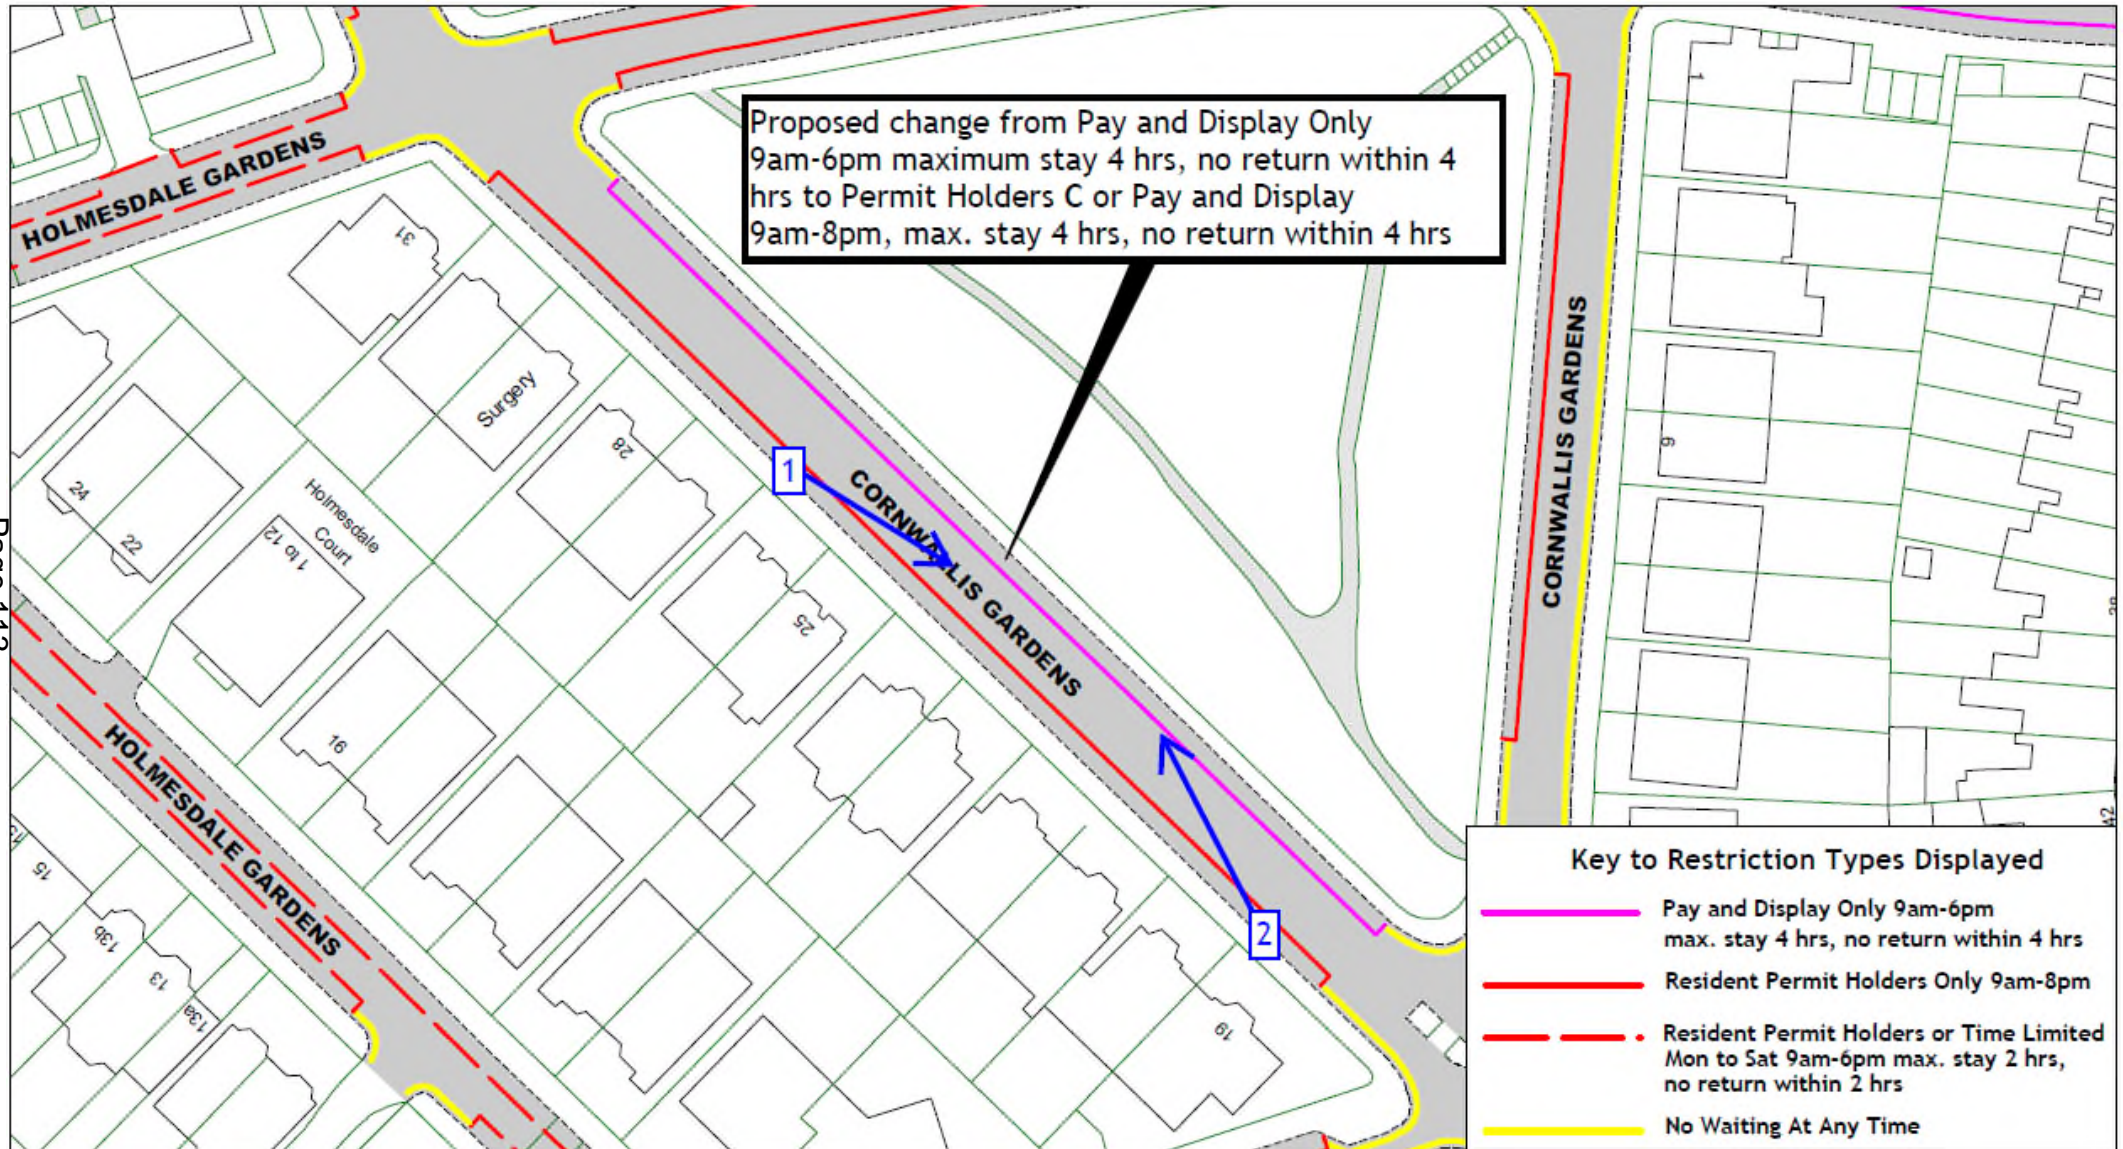 Proposed change from Pay and Display Only
9am-6pm maximum stay 4 hrs, no return within 4
hrs to Permit Holders C or Pay and Display
9am-8pm, max. stay 4 hrs, no return within 4 hrs
HOLMESDALE GARDENS
1
31
Surgery
28
CORNWALLIS GARDENS
9
24
22
Holmesdale
Court
1 to 12
1
CORNWALLIS GARDENS
25
16
HOLMESDALE GARDENS
15
13b
13
13a
2
19
42
Key to Restriction Types Displayed
Pay and Display Only 9am-6pm
max. stay 4 hrs, no return within 4 hrs
Resident Permit Holders Only 9am-8pm
Resident Permit Holders or Time Limited
Mon to Sat 9am-6pm max. stay 2 hrs,
no return within 2 hrs
No Waiting At Any Time